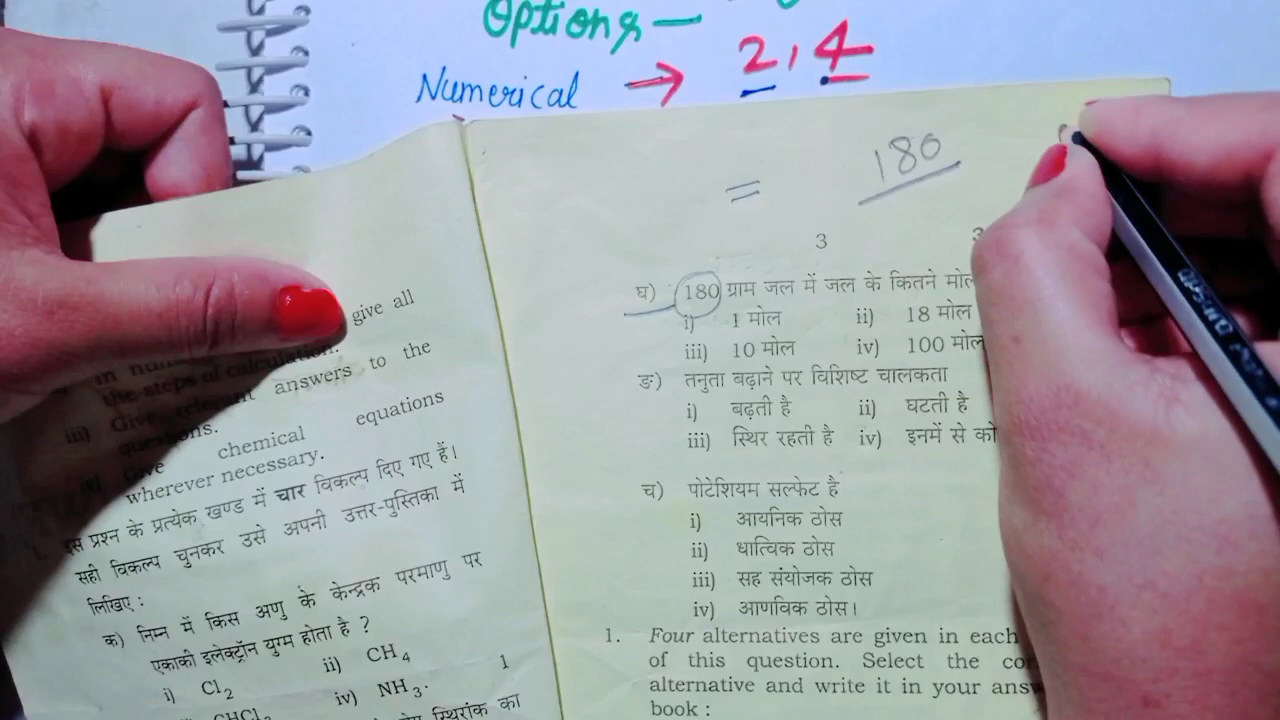 Options —
Numerical → 2, 4
= 180
give all
the steps of calculation.
iii) Give relevant answers to the
questions.
Give chemical equations
wherever necessary.
इस प्रश्न के प्रत्येक खण्ड में चार विकल्प दिए गए हैं।
सही विकल्प चुनकर उसे अपनी उत्तर-पुस्तिका में
लिखिए :
क) निम्न में किस अणु के केन्द्रक परमाणु पर
एकाकी इलेक्ट्रॉन युग्म होता है ?
i) Cl2 ii) CH4
iv) NH3. 1
स्थिरांक का
3
घ) 180 ग्राम जल में जल के कितने मोल
i) 1 मोल ii) 18 मोल
iii) 10 मोल iv) 100 मोल
ङ) तनुता बढ़ाने पर विशिष्ट चालकता
i) बढ़ती है ii) घटती है
iii) स्थिर रहती है iv) इनमें से
च) पोटेशियम सल्फेट है
i) आयनिक ठोस
ii) धात्विक ठोस
iii) सह संयोजक ठोस
iv) आणविक ठोस।
1. Four alternatives are given in each
of this question. Select the
alternative and write it in your
book :